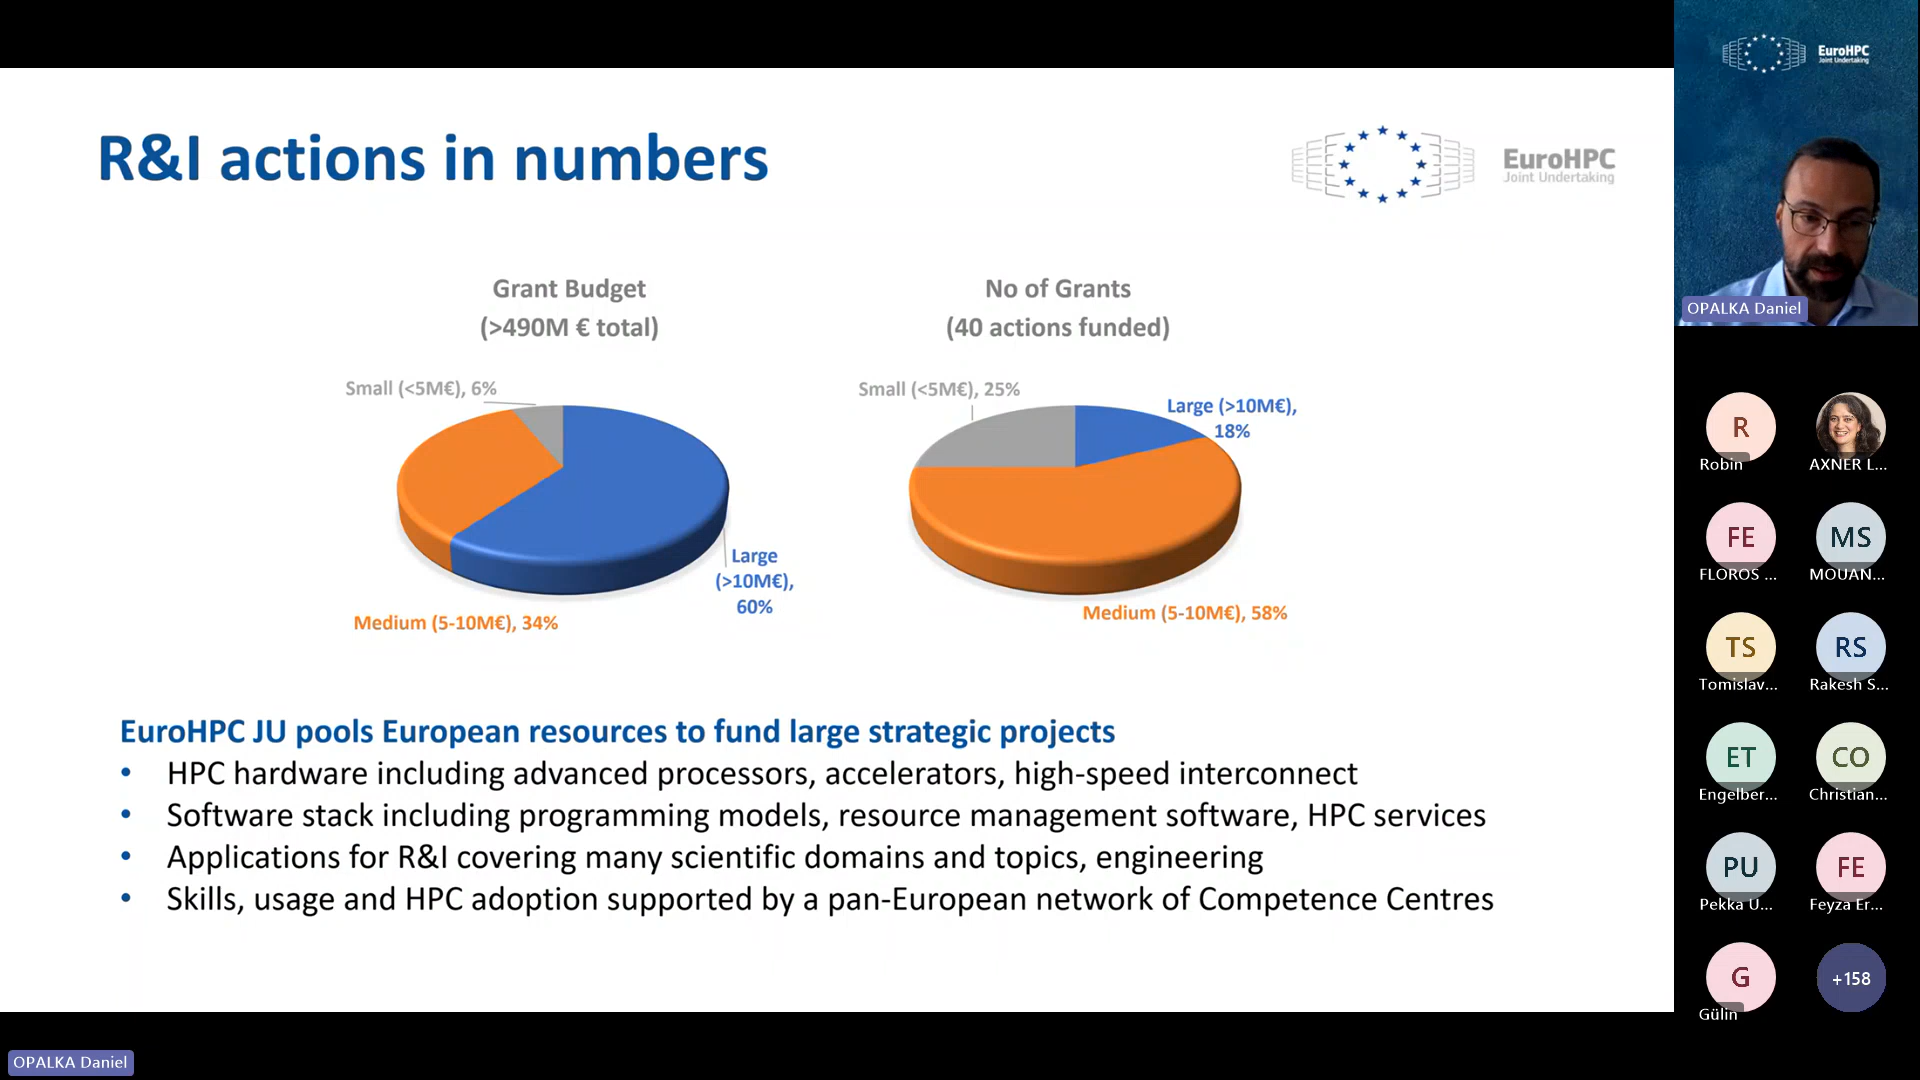 R&I actions in numbers
EuroHPC
Joint Undertaking
Grant Budget
(>490M € total)
Small (<5M€), 6%
Large
(>10M€),
60%
Medium (5-10M€), 34%
No of Grants
(40 actions funded)
Small (<5M€), 25%
Large (>10M€),
18%
Medium (5-10M€), 58%
EuroHPC JU pools European resources to fund large strategic projects
• HPC hardware including advanced processors, accelerators, high-speed interconnect
• Software stack including programming models, resource management software, HPC services
• Applications for R&I covering many scientific domains and topics, engineering
• Skills, usage and HPC adoption supported by a pan-European network of Competence Centres
OPALKA Daniel
EuroHPC
Joint Undertaking
OPALKA Daniel
R
Robin
AXNER L...
FE
FLOROS ...
MS
MOUAN...
TS
Tomislav...
RS
Rakesh S...
ET
Engelber...
CO
Christian...
PU
Pekka U...
FE
Feyza Er...
G
Gülin
+158